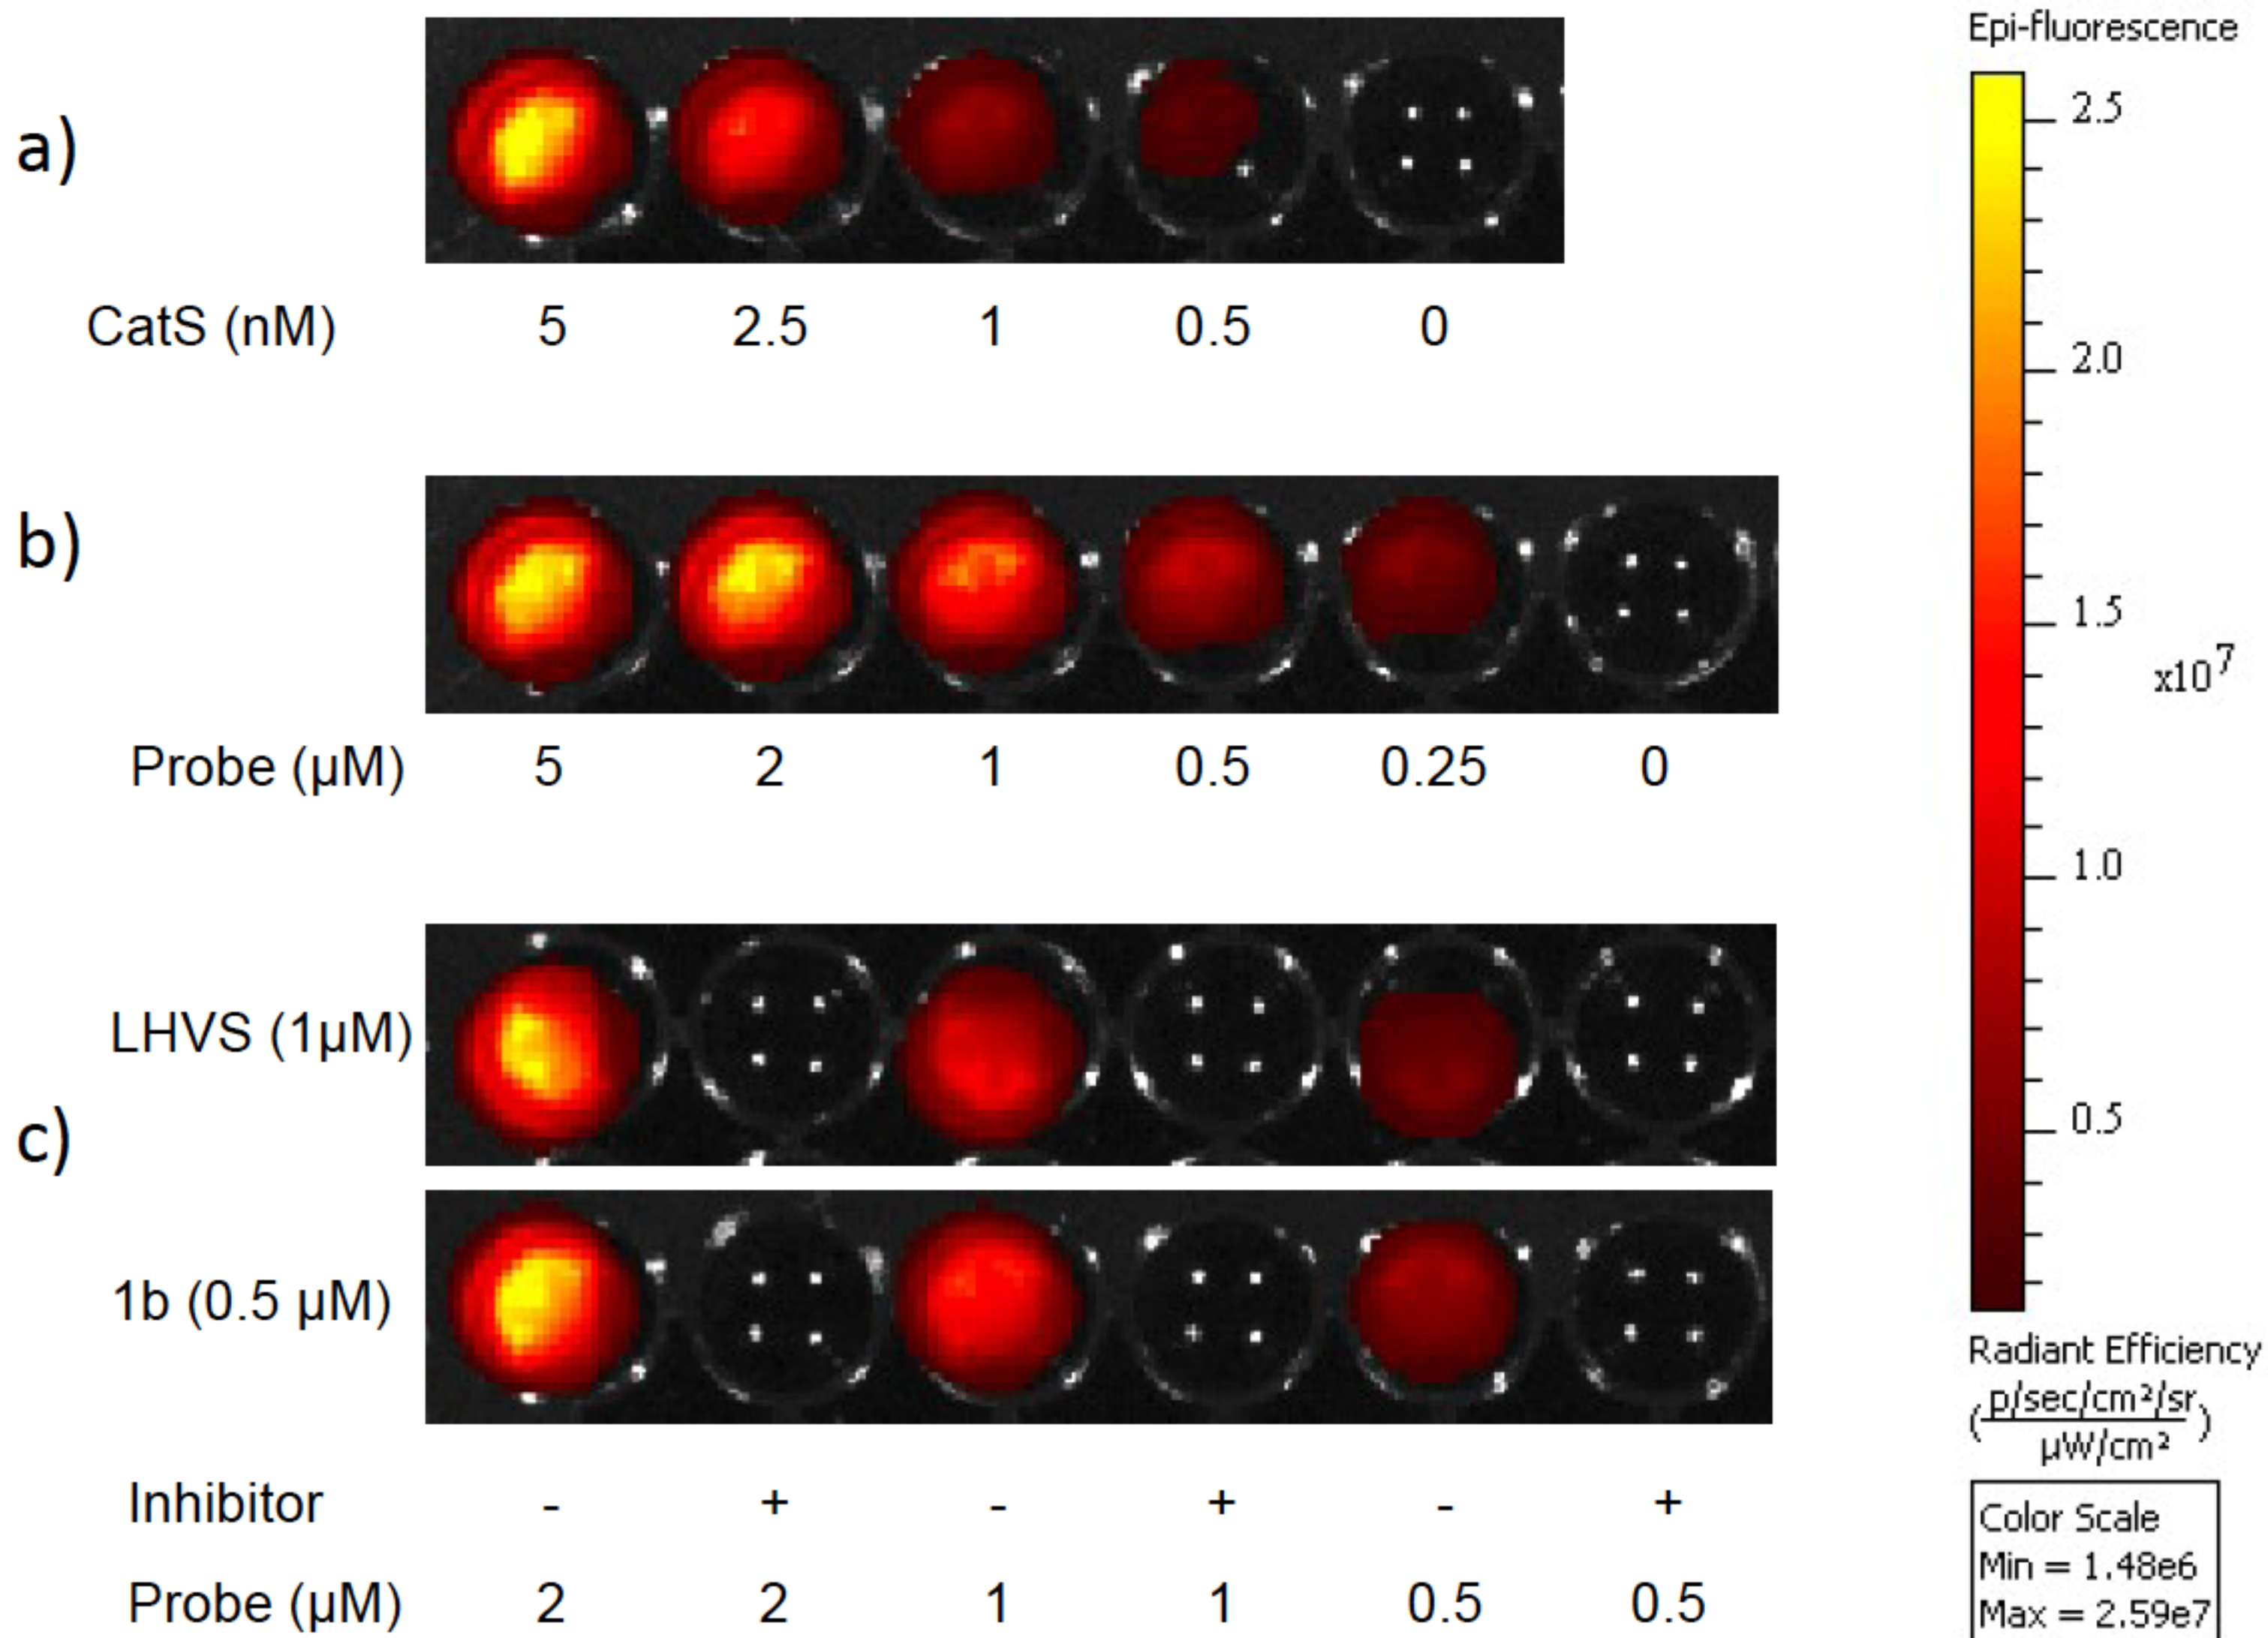 a)
CatS (nM) 5 2.5 1 0.5 0
b)
Probe (µM) 5 2 1 0.5 0.25 0
LHVS (1µM)
c)
1b (0.5 µM)
Inhibitor - + - + - +
Probe (µM) 2 2 1 1 0.5 0.5
Epi-fluorescence
2.5
2.0
1.5
x10⁷
1.0
0.5
Radiant Efficiency
(p/sec/cm²/sr
µW/cm²)
Color Scale
Min = 1.48e6
Max = 2.59e7